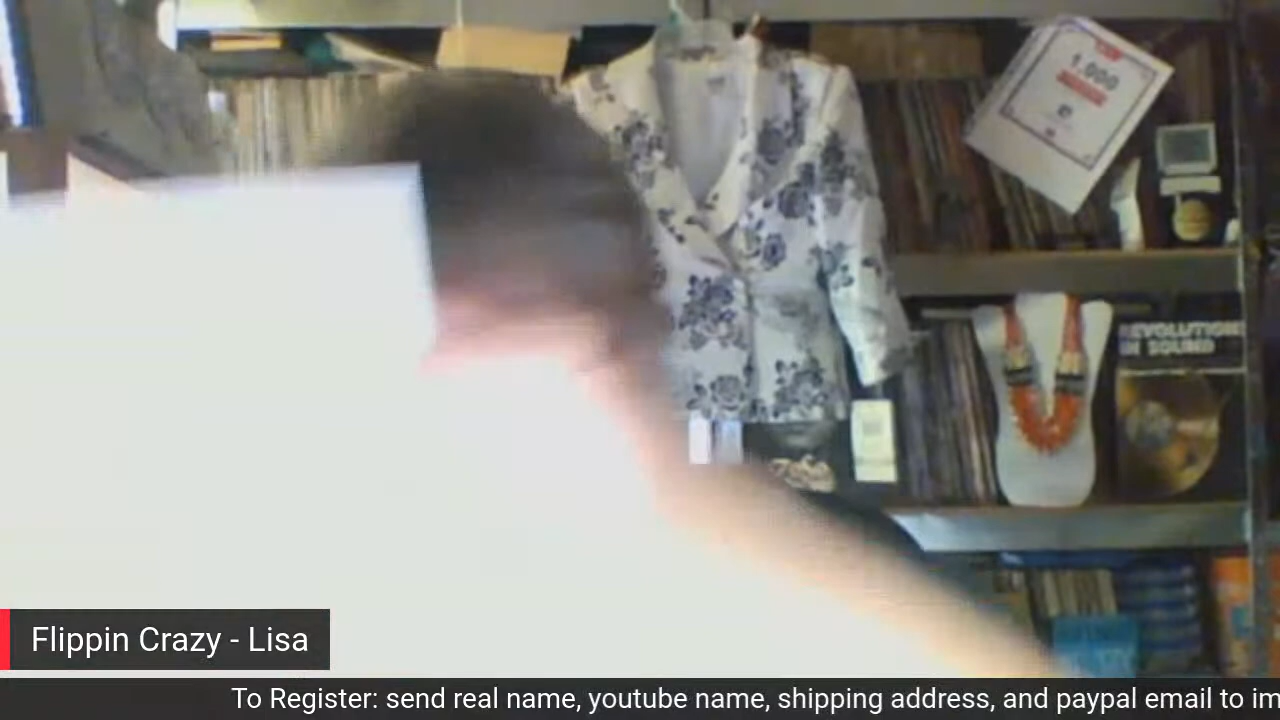 1,000
REVOLUTION
IN SOUND
Flippin Crazy - Lisa
To Register: send real name, youtube name, shipping address, and paypal email to im